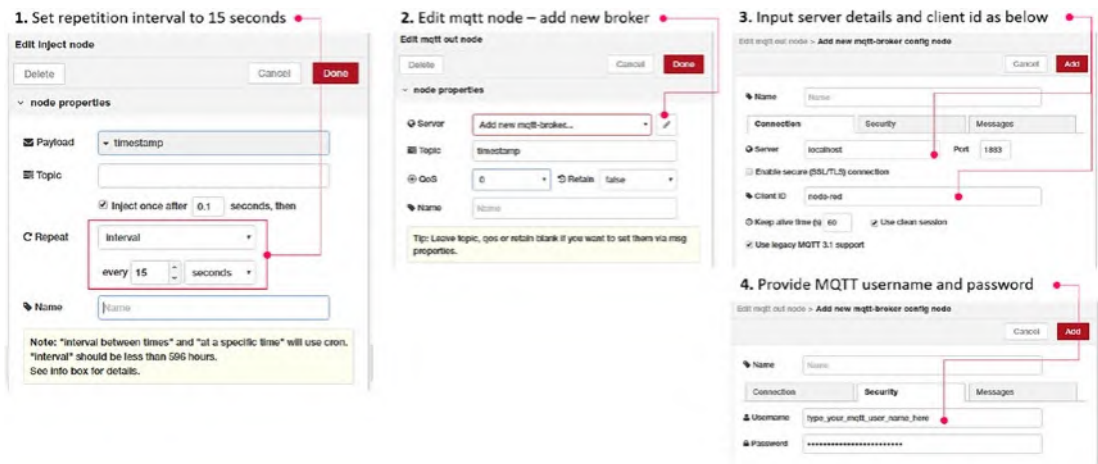 1. Set repetition interval to 15 seconds
Edit Inject node
Delete
Cancel
Done
node properties
Payload
timestamp
Topic
Inject once after 0.1 seconds, then
Repeat
Interval
every 15 seconds
Name
Name
Note: "interval between times" and "at a specific time" will use cron.
"interval" should be less than 596 hours.
See info box for details.
2. Edit mqtt node – add new broker
Edit mqtt out node
Delete
Cancel
Done
node properties
Server
Add new mqtt-broker...
Topic
timestamp
QoS
0
Retain
false
Name
Name
Tip: Leave topic, qos or retain blank if you want to set them via msg
properties.
3. Input server details and client id as below
Edit mqtt out node > Add new mqtt-broker config node
Cancel
Add
Name
Name
Connection
Security
Messages
Server
localhost
Port
1883
Enable secure (SSL/TLS) connection
Client ID
node-red
Keep alive time (s) 60
Use clean session
Use legacy MQTT 3.1 support
4. Provide MQTT username and password
Edit mqtt out node > Add new mqtt-broker config node
Cancel
Add
Name
Name
Connection
Security
Messages
Username
type_your_mqtt_user_name_here
Password